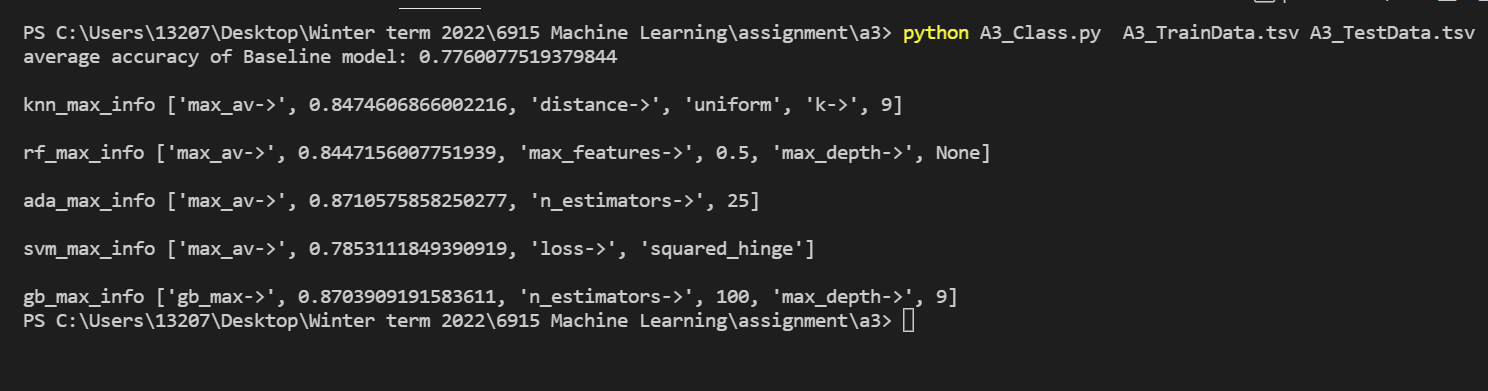 PS C:\Users\13207\Desktop\Winter term 2022\6915 Machine Learning\assignment\a3> python A3_Class.py  A3_TrainData.tsv A3_TestData.tsv
average accuracy of Baseline model: 0.7760077519379844
knn_max_info ['max_av->', 0.8474606866002216, 'distance->', 'uniform', 'k->', 9]
rf_max_info ['max_av->', 0.8447156007751939, 'max_features->', 0.5, 'max_depth->', None]
ada_max_info ['max_av->', 0.8710575858250277, 'n_estimators->', 25]
svm_max_info ['max_av->', 0.7853111849390919, 'loss->', 'squared_hinge']
gb_max_info ['gb_max->', 0.8703909191583611, 'n_estimators->', 100, 'max_depth->', 9]
PS C:\Users\13207\Desktop\Winter term 2022\6915 Machine Learning\assignment\a3>